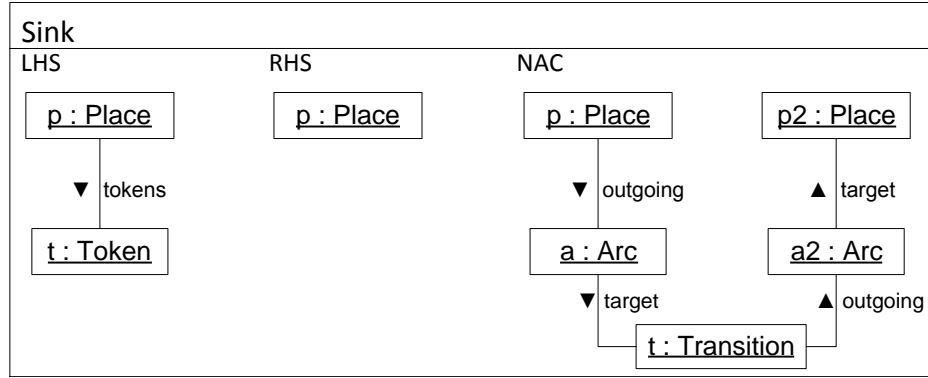 Sink
LHS RHS NAC
p : Place p : Place p : Place p2 : Place
▼ tokens ▼ outgoing ▲ target
t : Token a : Arc a2 : Arc
▼ target ▲ outgoing
t : Transition